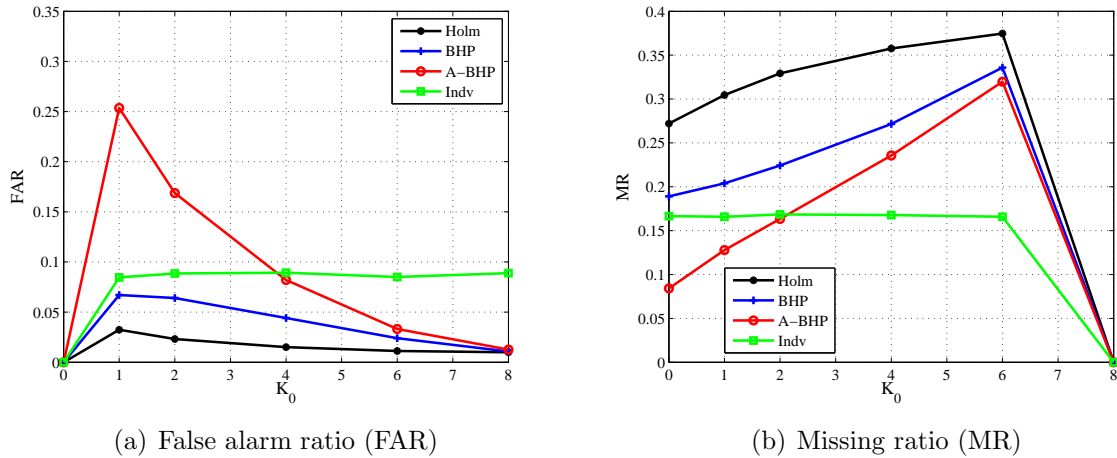 0.35
0.3
0.25
0.2
0.15
0.1
0.05
0
FAR
0 1 2 3 4 5 6 7 8
K0
Holm
BHP
A−BHP
Indv
(a) False alarm ratio (FAR)
0.4
0.35
0.3
0.25
0.2
0.15
0.1
0.05
0
MR
0 1 2 3 4 5 6 7 8
K0
Holm
BHP
A−BHP
Indv
(b) Missing ratio (MR)